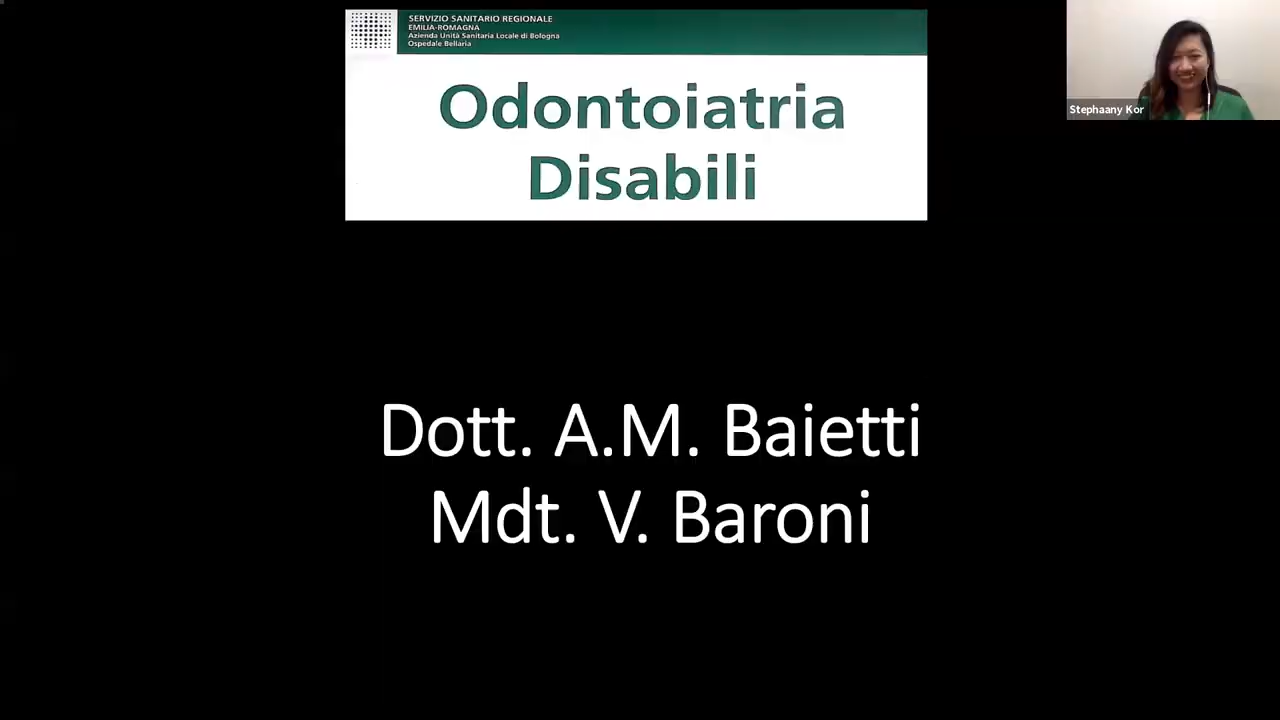 SERVIZIO SANITARIO REGIONALE
EMILIA-ROMAGNA
Azienda Unità Sanitaria Locale di Bologna
Ospedale Bellaria
Odontoiatria
Disabili
Stephaany Kor
Dott. A.M. Baietti
Mdt. V. Baroni